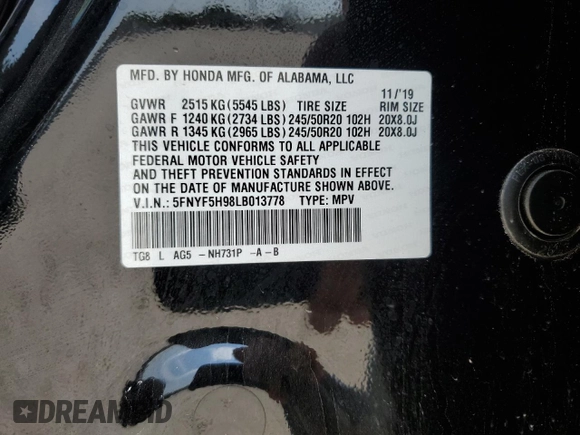 MFD. BY HONDA MFG. OF ALABAMA, LLC
11/'19
GVWR 2515 KG(5545 LBS) TIRE SIZE RIM SIZE
GAWR F 1240 KG(2734 LBS)245/50R20 102H 20X8.0J
GAWR R 1345 KG(2965 LBS)245/50R20 102H 20X8.0J
THIS VEHICLE CONFORMS TO ALL APPLICABLE
FEDERAL MOTOR VEHICLE SAFETY
AND THEFT PREVENTION STANDARDS IN EFFECT
ON THE DATE OF MANUFACTURE SHOWN ABOVE.
V.I.N.: 5FNYF5H98LB013778 TYPE: MPV
TG8 L AG5 -NH731P -A-B
DREAMBID